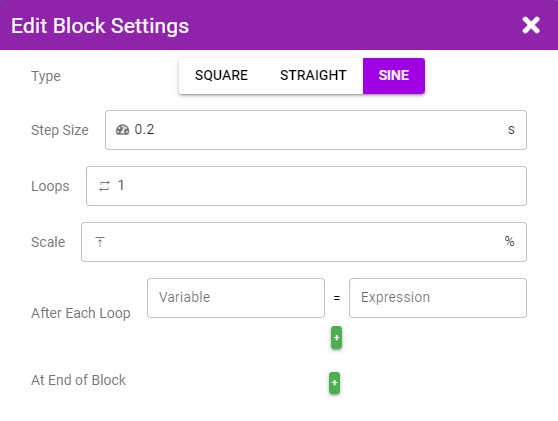 Edit Block Settings
Type SQUARE STRAIGHT SINE
Step Size 0.2 s
Loops 1
Scale %
After Each Loop Variable = Expression
+
At End of Block +